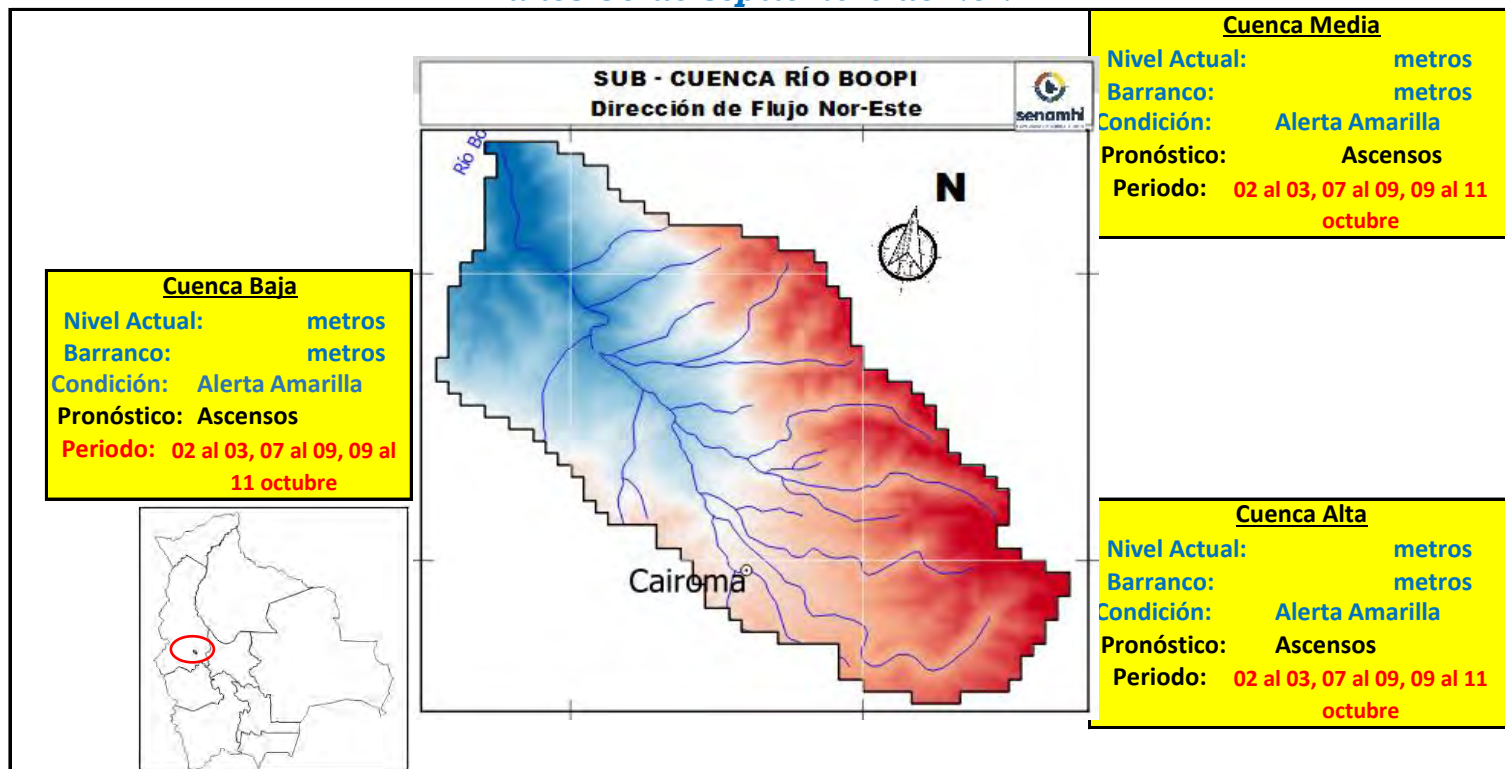 Cuenca Media
Nivel Actual: metros
Barranco: metros
Condición: Alerta Amarilla
Pronóstico: Ascensos
Periodo: 02 al 03, 07 al 09, 09 al 11
octubre
SUB - CUENCA RÍO BOOPI
Dirección de Flujo Nor-Este
senamhi
Río Bo
N
Cuenca Baja
Nivel Actual: metros
Barranco: metros
Condición: Alerta Amarilla
Pronóstico: Ascensos
Periodo: 02 al 03, 07 al 09, 09 al
11 octubre
Cairoma
Cuenca Alta
Nivel Actual: metros
Barranco: metros
Condición: Alerta Amarilla
Pronóstico: Ascensos
Periodo: 02 al 03, 07 al 09, 09 al 11
octubre